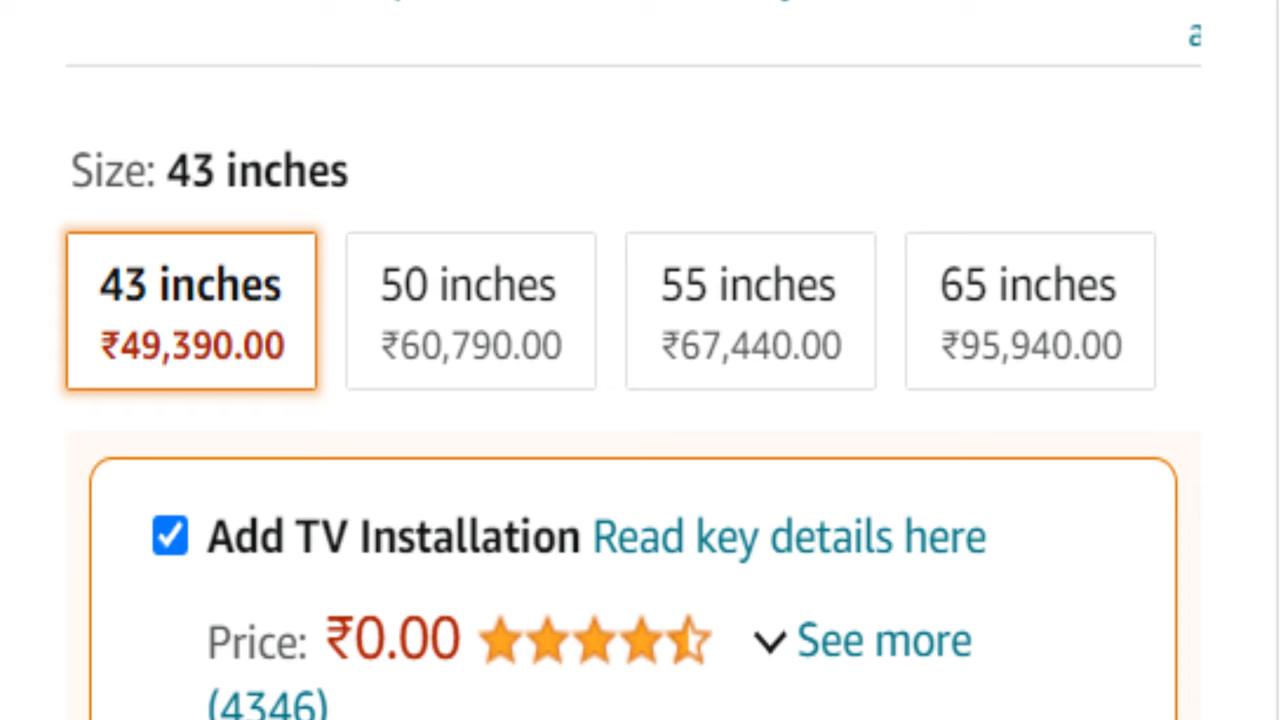 Size: 43 inches
43 inches
₹49,390.00
50 inches
₹60,790.00
55 inches
₹67,440.00
65 inches
₹95,940.00
Add TV Installation Read key details here
Price: ₹0.00 See more
(4346)